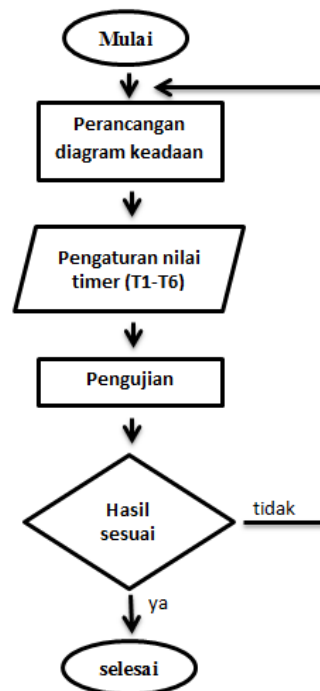 Mulai
Perancangan
diagram keadaan
Pengaturan nilai
timer (T1-T6)
Pengujian
Hasil
sesuai
tidak
ya
selesai